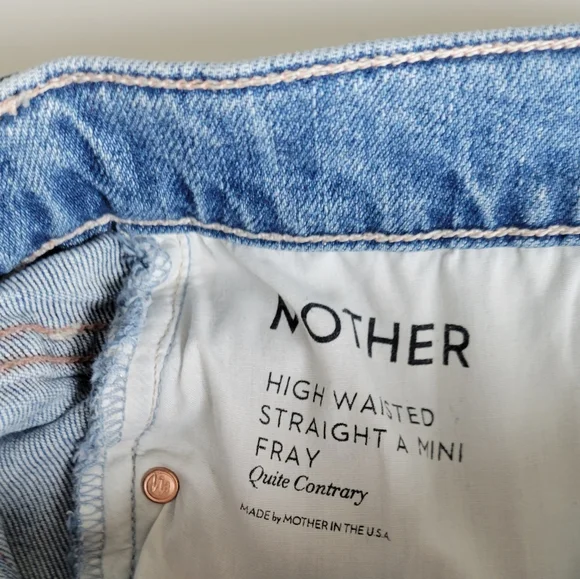 MOTHER
HIGH WAISTED
STRAIGHT A MINI
FRAY
Quite Contrary
MADE by MOTHER IN THE U.S.A.